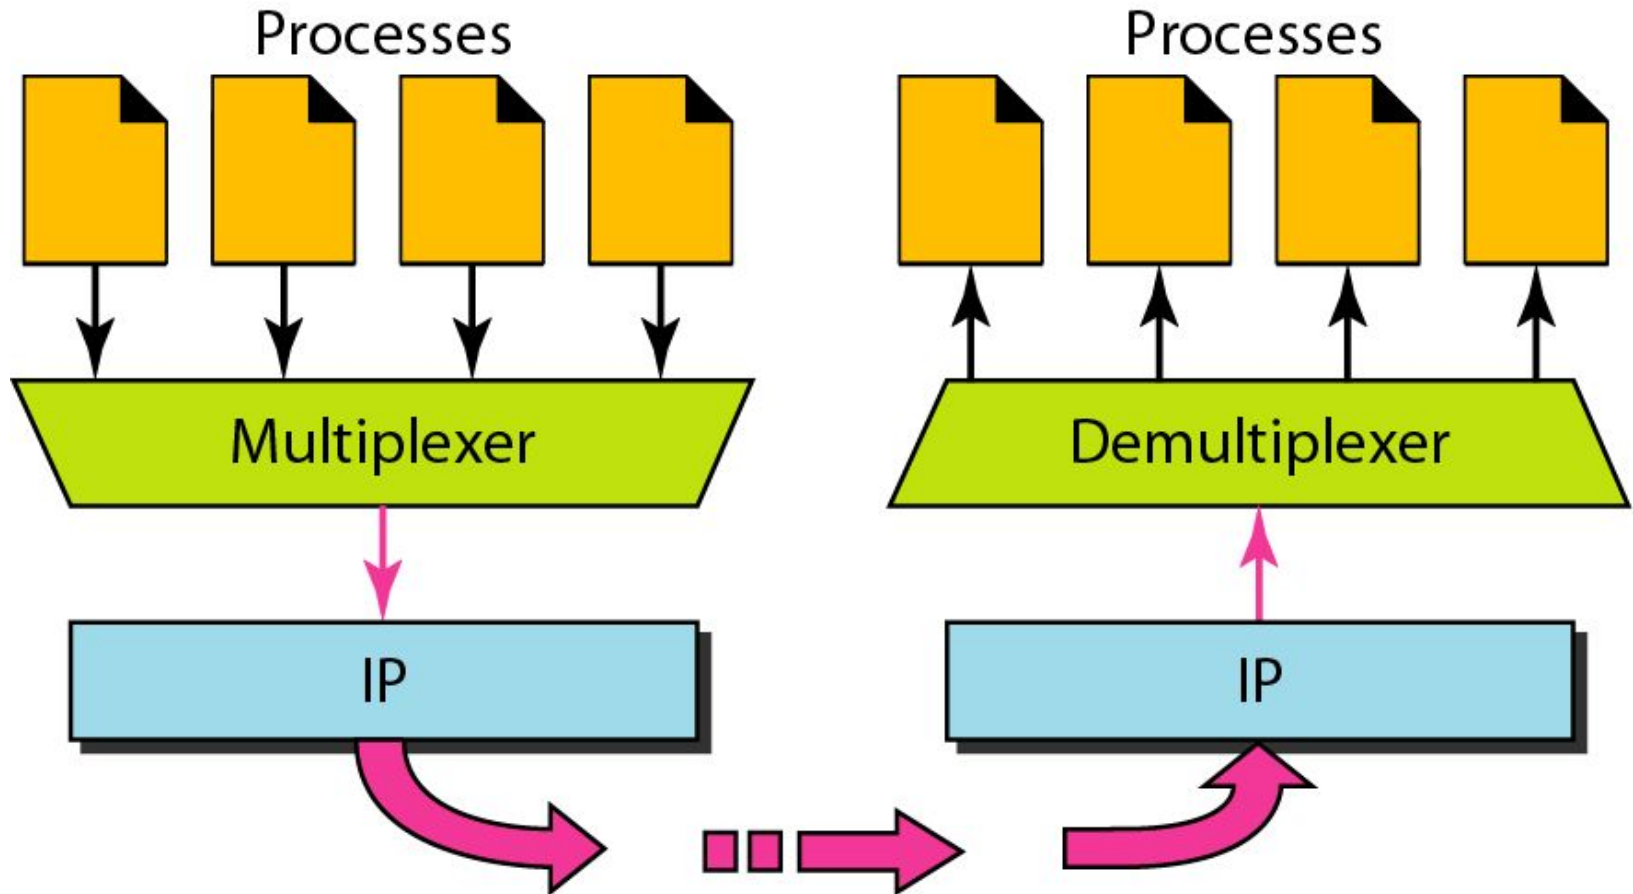 Processes
Processes
Multiplexer
Demultiplexer
IP
IP